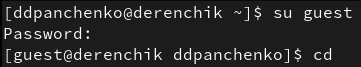 [ddpanchenko@derenchik ~]$ su guest
Password:
[guest@derenchik ddpanchenko]$ cd